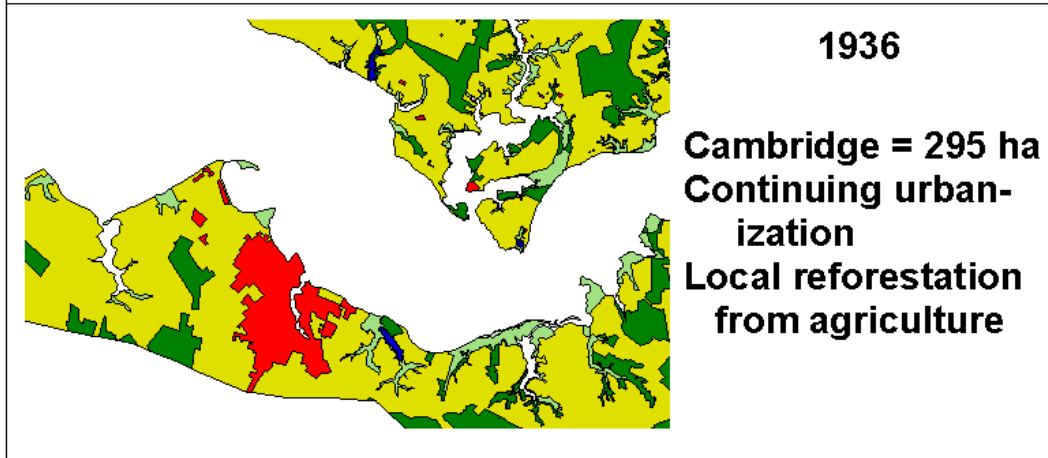 1936
Cambridge = 295 ha
Continuing urban-
ization
Local reforestation
from agriculture